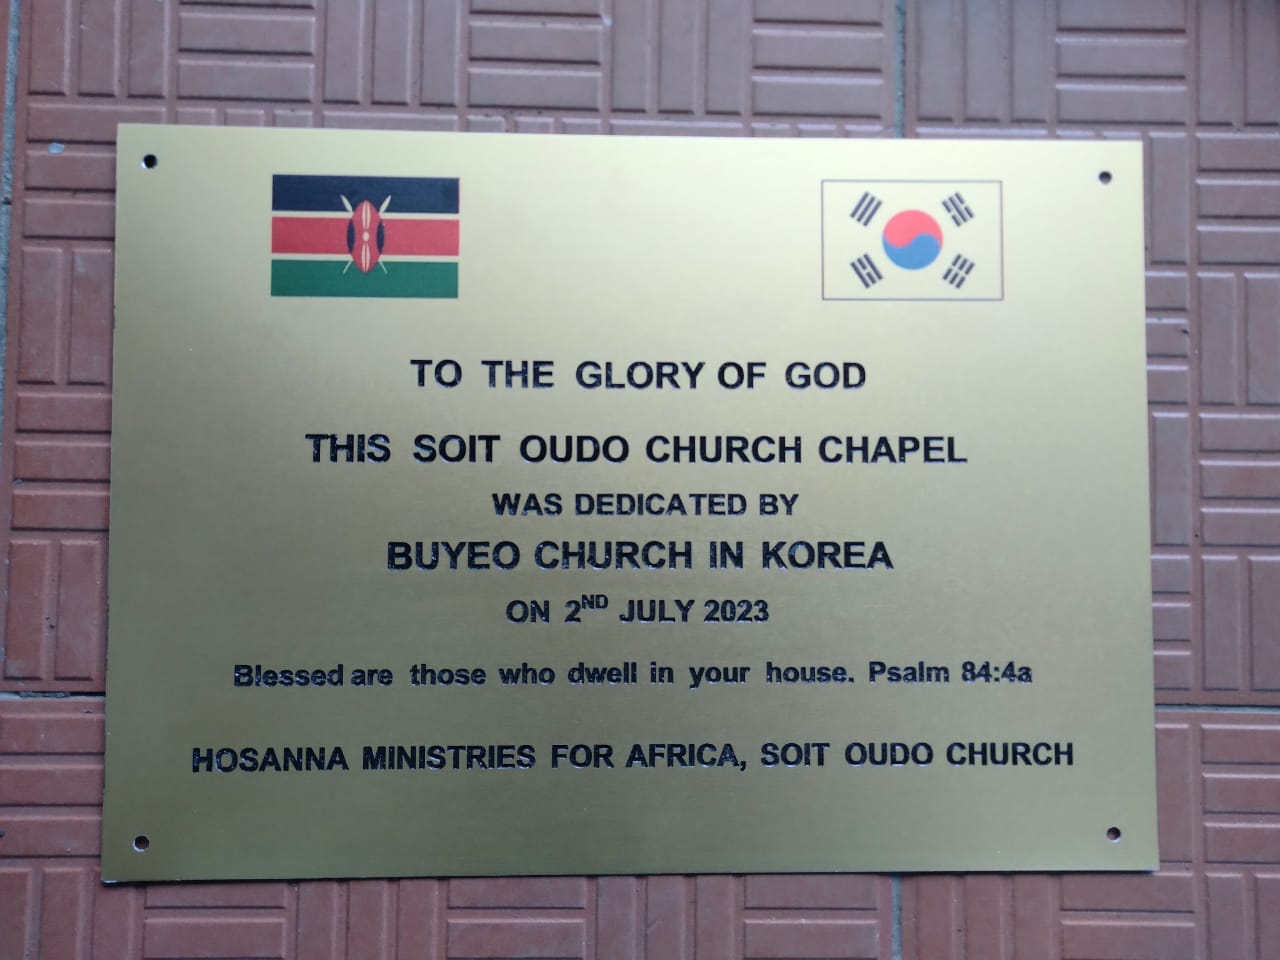 TO THE GLORY OF GOD
THIS SOIT OUDO CHURCH CHAPEL
WAS DEDICATED BY
BUYEO CHURCH IN KOREA
ON 2ND JULY 2023
Blessed are those who dwell in your house. Psalm 84:4a
HOSANNA MINISTRIES FOR AFRICA, SOIT OUDO CHURCH